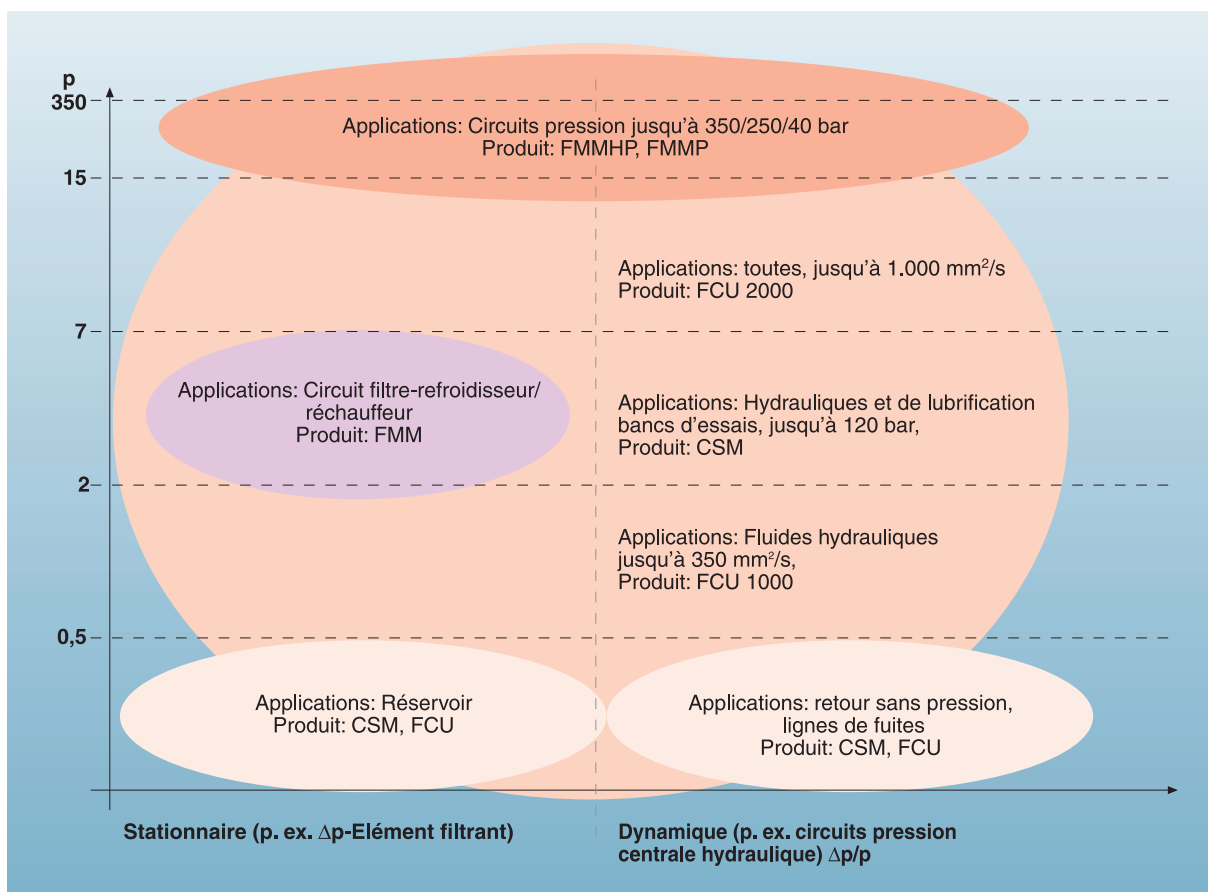 p
350
Applications: Circuits pression jusqu'à 350/250/40 bar
Produit: FMMHP, FMMP
15
Applications: toutes, jusqu'à 1.000 mm²/s
Produit: FCU 2000
7
Applications: Circuit filtre-refroidisseur/
réchauffeur
Produit: FMM
Applications: Hydrauliques et de lubrification
bancs d'essais, jusqu'à 120 bar,
Produit: CSM
2
Applications: Fluides hydrauliques
jusqu'à 350 mm²/s,
Produit: FCU 1000
0,5
Applications: Réservoir
Produit: CSM, FCU
Applications: retour sans pression,
lignes de fuites
Produit: CSM, FCU
Stationnaire (p. ex. Δp-Elément filtrant)
Dynamique (p. ex. circuits pression
centrale hydraulique) Δp/p